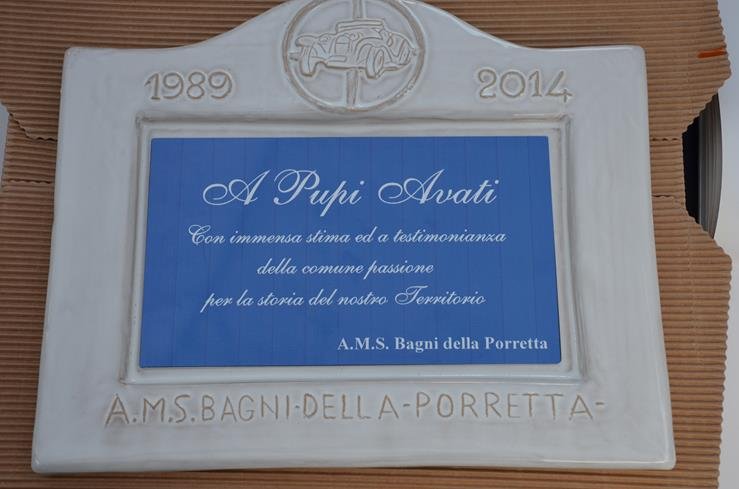 1989 2014
A Pupi Avati
Con immensa stima ed a testimonianza
della comune passione
per la storia del nostro Territorio
A.M.S. Bagni della Porretta
A.M.S.BAGNI-DELLA-PORRETTA-